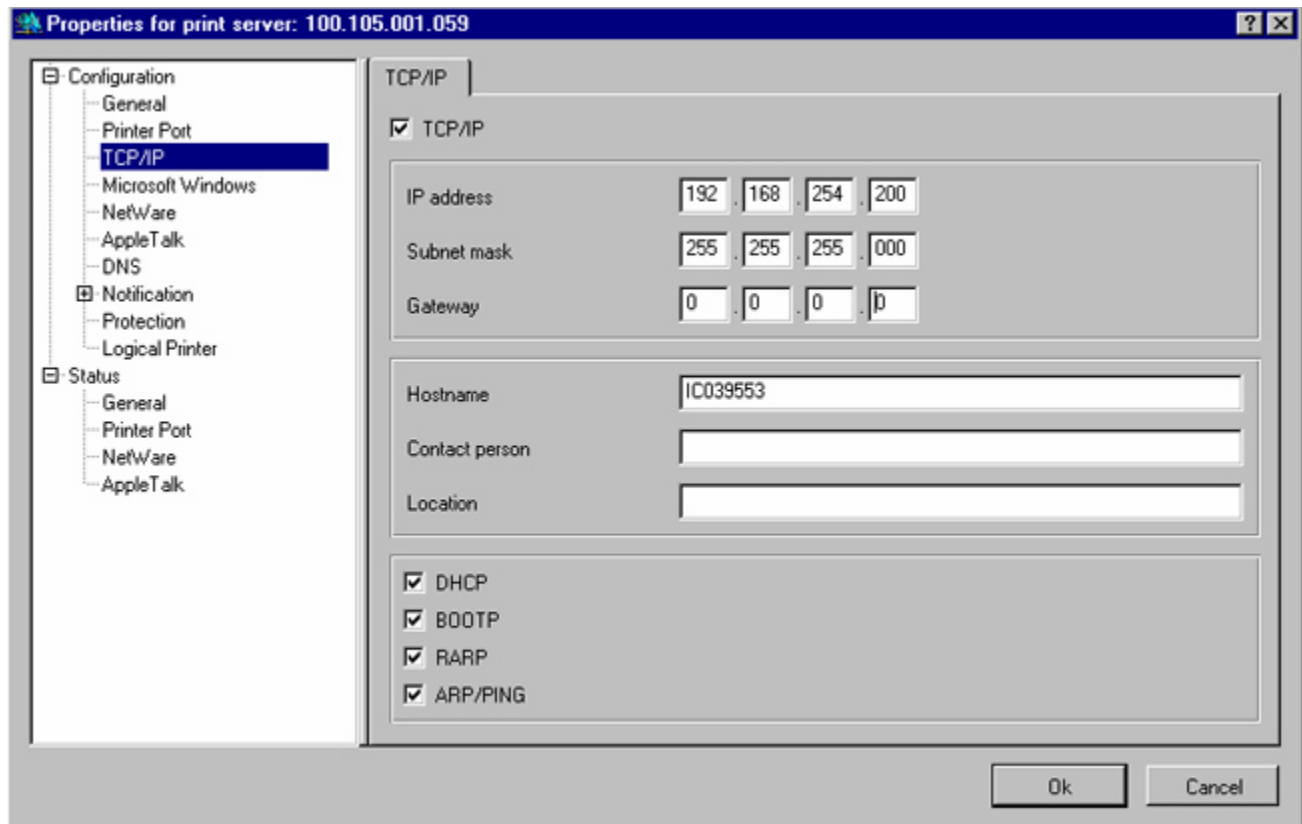 Properties for print server: 100.105.001.059
Configuration
General
Printer Port
TCP/IP
Microsoft Windows
NetWare
AppleTalk
DNS
Notification
Protection
Logical Printer
Status
General
Printer Port
NetWare
AppleTalk
TCP/IP
TCP/IP
IP address 192 . 168 . 254 . 200
Subnet mask 255 . 255 . 255 . 000
Gateway 0 . 0 . 0 . 0
Hostname IC039553
Contact person
Location
DHCP
BOOTP
RARP
ARP/PING
Ok Cancel